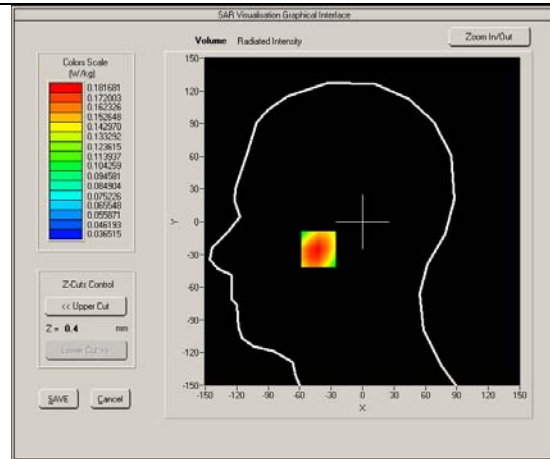 SAR Visualisation Graphical Interface
Volume Radiated Intensity
Zoom In/Out
Colors Scale
(W/kg)
0.181681
0.172003
0.162326
0.152648
0.142970
0.133292
0.123615
0.113937
0.104259
0.094581
0.084904
0.075226
0.065548
0.055871
0.046193
0.036515
Z-Cuts Control
<< Upper Cut
Z = 0.4 mm
Lower Cut >>
SAVE Cancel
150
120
90
60
30
0
-30
-60
-90
-120
-150
Y
-150 -120 -90 -60 -30 0 30 60 90 120 150
X